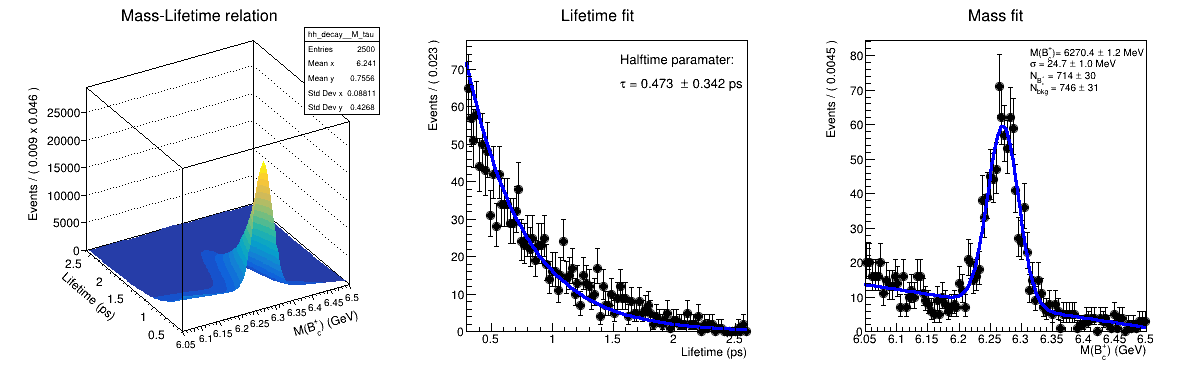 Mass-Lifetime relation
hh_decay__M_tau
Entries 2500
Mean x 6.241
Mean y 0.7556
Std Dev x 0.08811
Std Dev y 0.4268
Events / ( 0.009 x 0.046 )
25000
20000
15000
10000
5000
0
2.5
2
1.5
1
0.5
Lifetime (ps)
6.05 6.1 6.15 6.2 6.25 6.3 6.35 6.4 6.45 6.5
M(B⁺c) (GeV)
Lifetime fit
Events / ( 0.023 )
Halftime paramater:
τ = 0.473 ± 0.342 ps
70
60
50
40
30
20
10
0
0.5 1 1.5 2 2.5
Lifetime (ps)
Mass fit
Events / ( 0.0045 )
M(B⁺c)= 6270.4 ± 1.2 MeV
σ = 24.7 ± 1.0 MeV
N B⁺c = 714 ± 30
N bkg = 746 ± 31
80
70
60
50
40
30
20
10
0
6.05 6.1 6.15 6.2 6.25 6.3 6.35 6.4 6.45 6.5
M(B⁺c) (GeV)